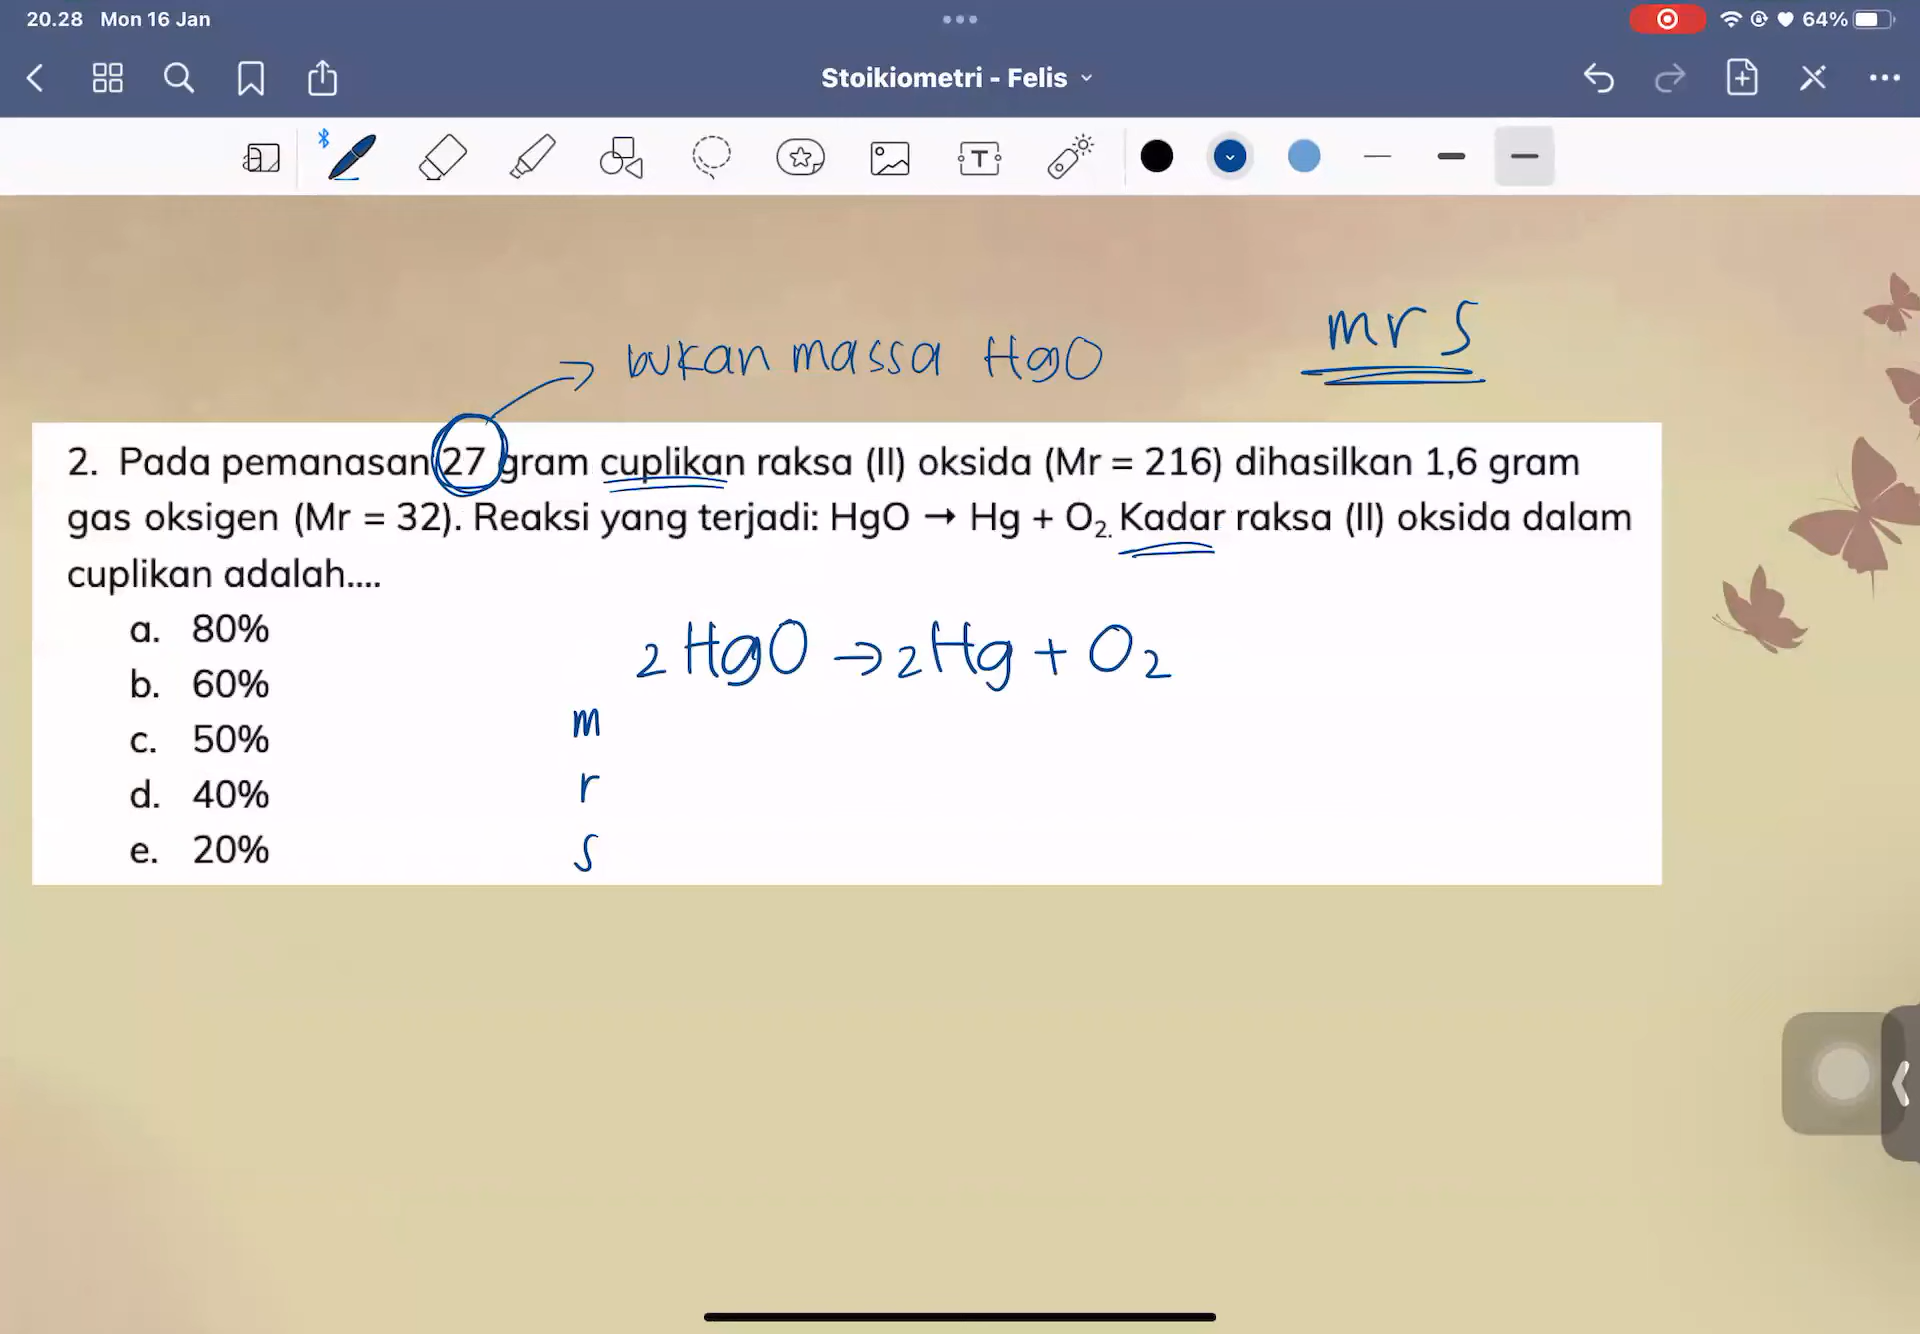 20.28 Mon 16 Jan
64%
Stoikiometri - Felis
mrs
bukan massa HgO
2. Pada pemanasan 27 gram cuplikan raksa (II) oksida (Mr = 216) dihasilkan 1,6 gram
gas oksigen (Mr = 32). Reaksi yang terjadi: HgO → Hg + O₂. Kadar raksa (II) oksida dalam
cuplikan adalah....
a. 80%
b. 60%
c. 50%
d. 40%
e. 20%
2 HgO → 2 Hg + O₂
m
r
s